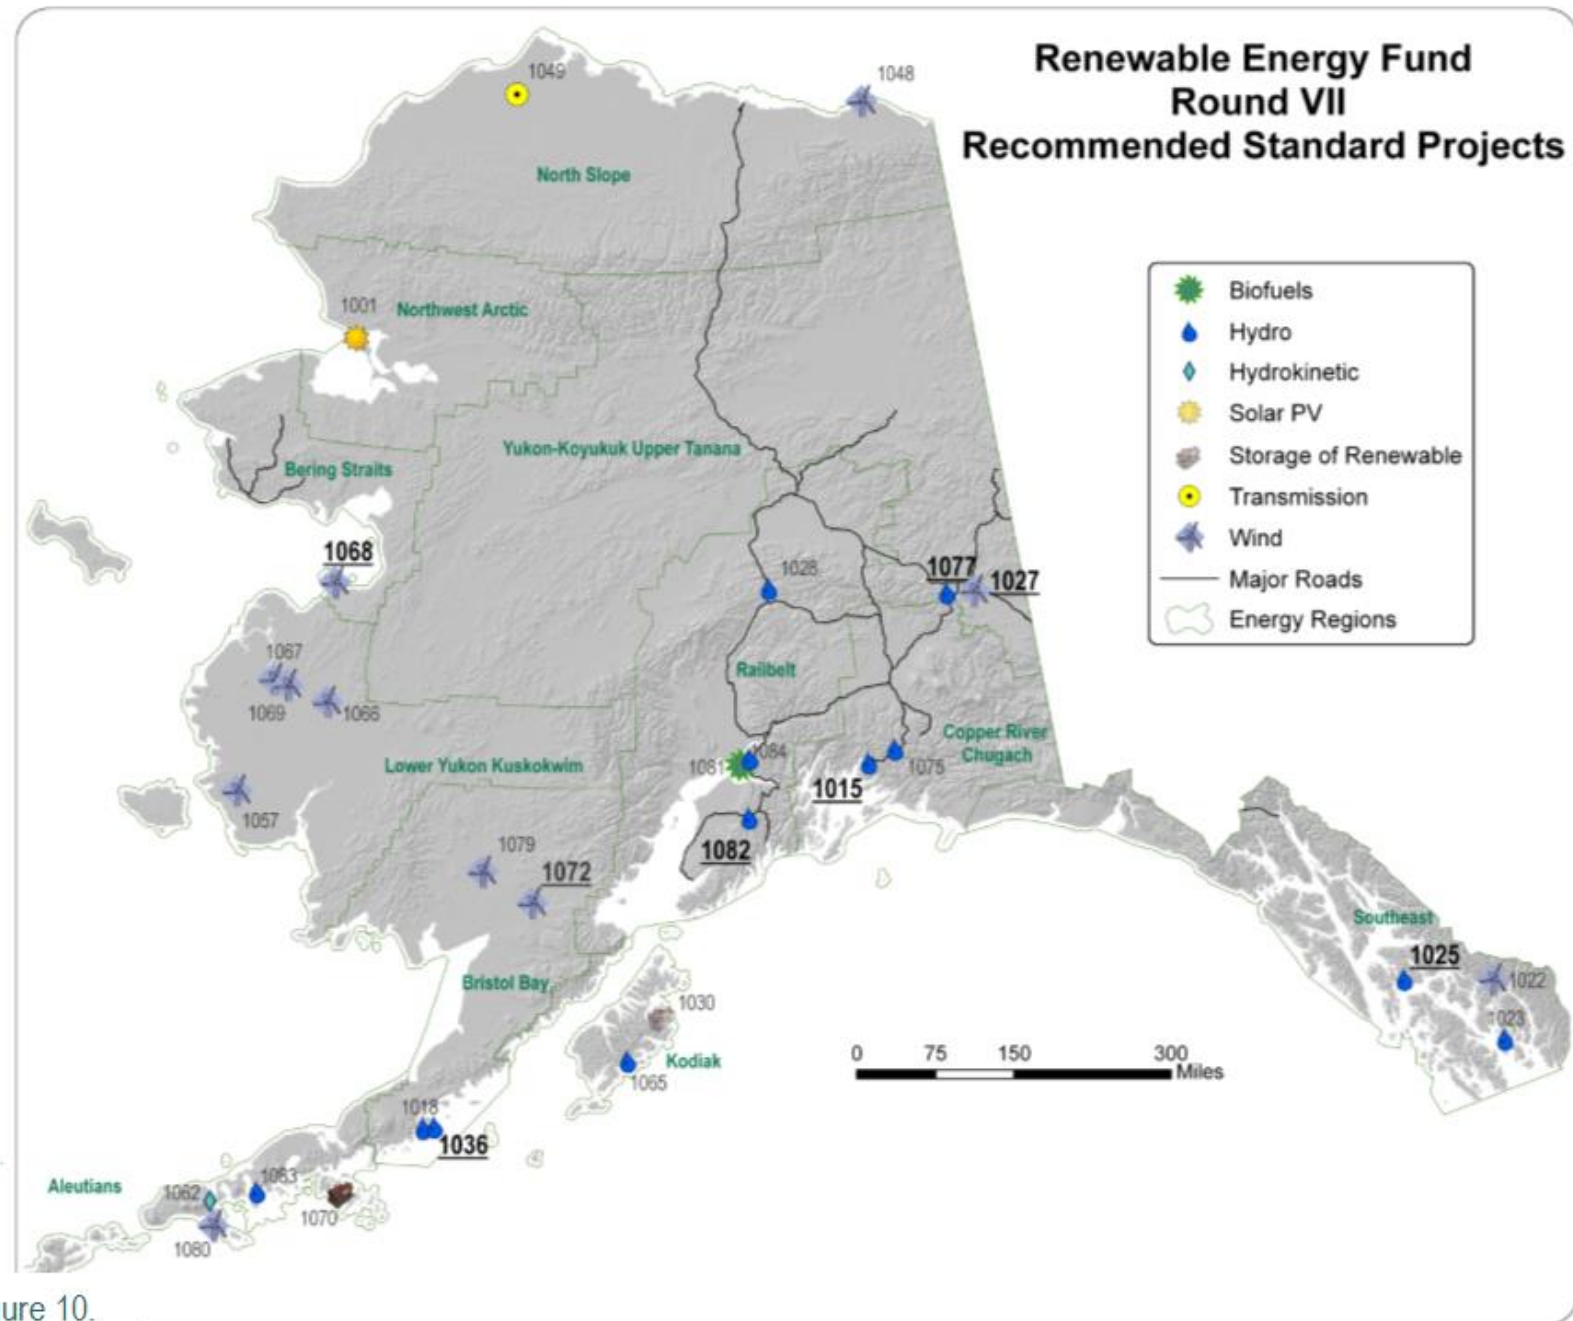 Renewable Energy Fund
Round VII
Recommended Standard Projects
1049
1048
North Slope
1001
Northwest Arctic
Biofuels
Hydro
Hydrokinetic
Solar PV
Storage of Renewable
Transmission
Wind
Major Roads
Energy Regions
Yukon-Koyukuk Upper Tanana
Bering Straits
1068
1028
1077
1027
1067
1069
1066
Railbelt
Copper River
Chugach
Lower Yukon Kuskokwim
1081
1084
1015
1075
1057
1082
1079
1072
Southeast
1025
1022
1023
Bristol Bay
1030
Kodiak
1065
0 75 150 300
Miles
1018
1036
Aleutians
1062
1063
1070
1080
ure 10.